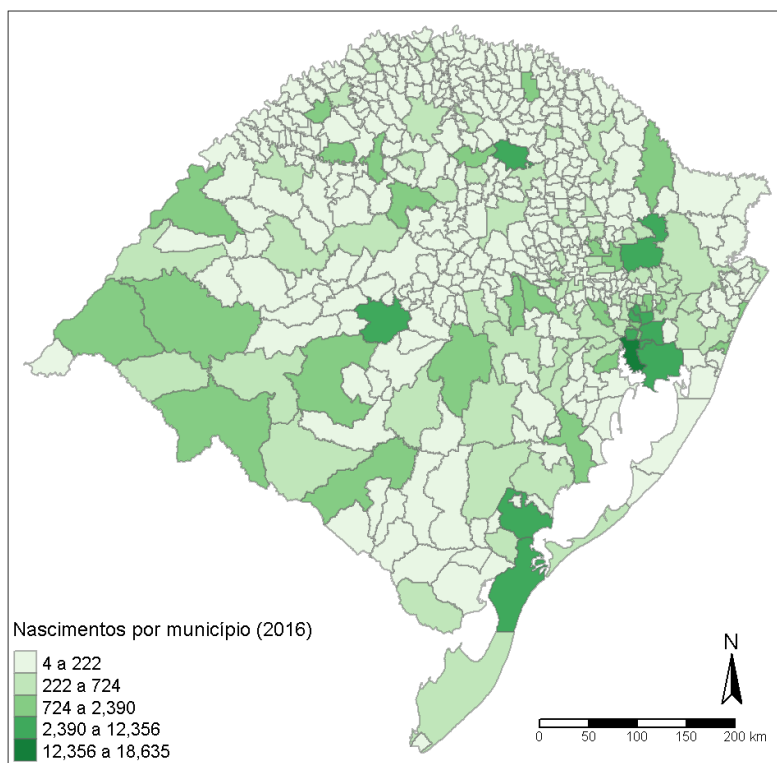 Nascimentos por município (2016)
4 a 222
222 a 724
724 a 2,390
2,390 a 12,356
12,356 a 18,635
N
0 50 100 150 200 km